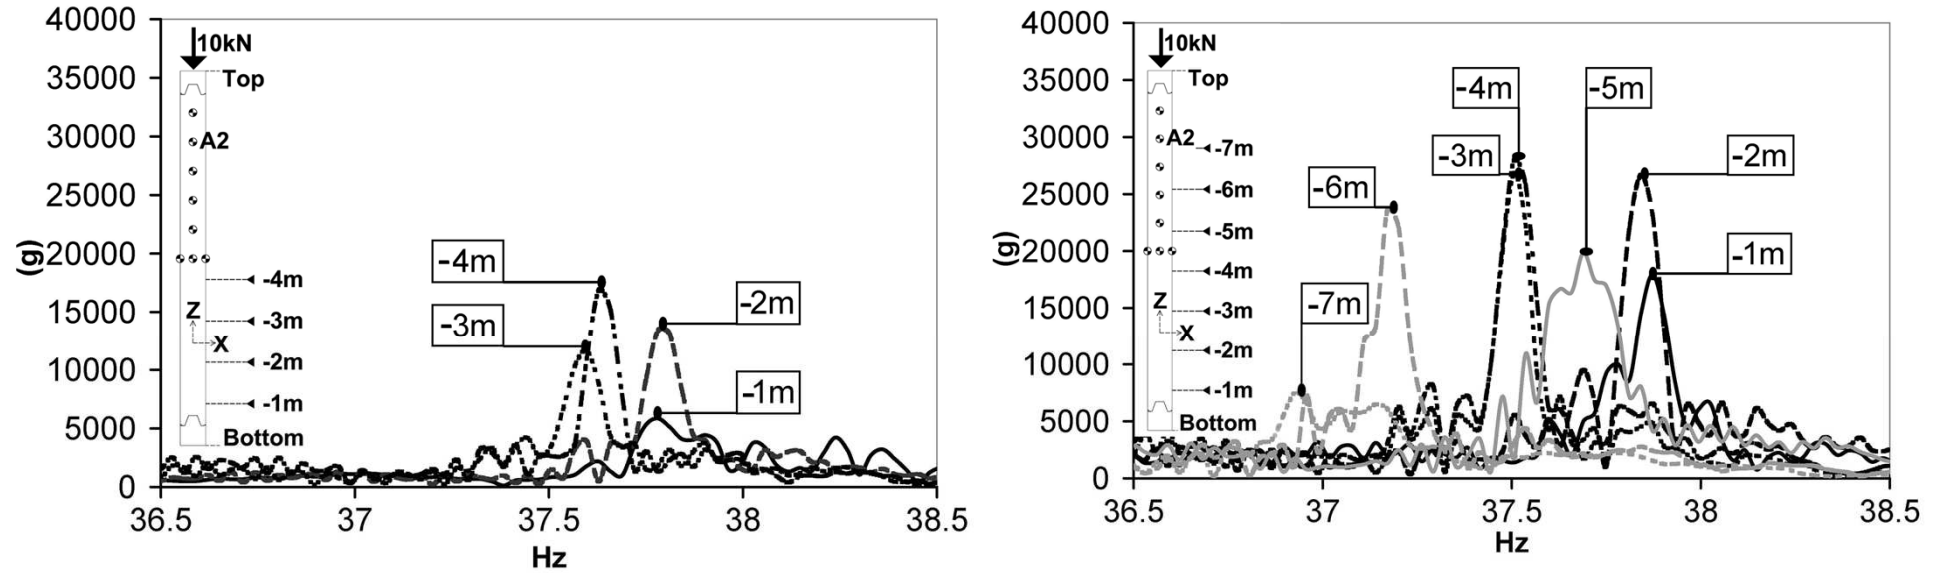 40000
35000
30000
25000
20000
15000
10000
5000
0
(g)
36.5
37
37.5
38
38.5
Hz
10kN
Top
A2
-4m
-3m
-2m
-1m
Z
X
Bottom
-4m
-3m
-2m
-1m
40000
35000
30000
25000
20000
15000
10000
5000
0
(g)
36.5
37
37.5
38
38.5
Hz
10kN
Top
A2
-7m
-6m
-5m
-4m
-3m
-2m
-1m
Z
X
Bottom
-4m
-5m
-3m
-2m
-6m
-1m
-7m